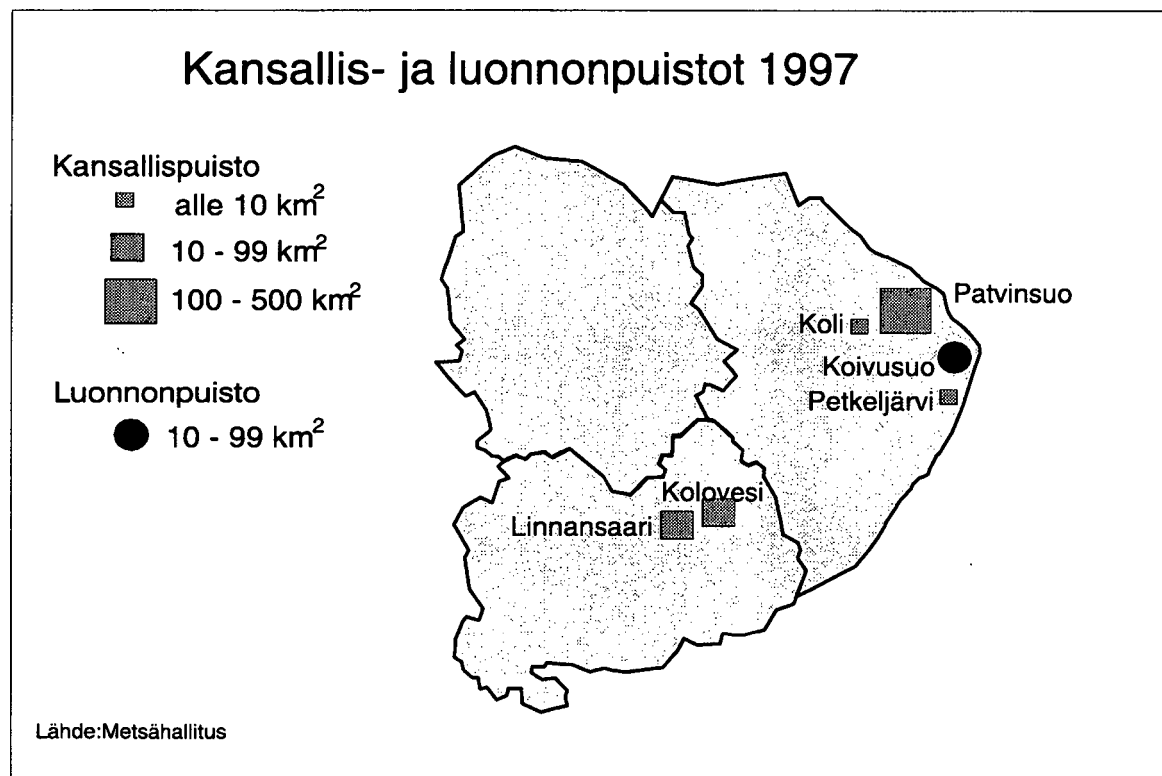 Kansallis- ja luonnonpuistot 1997
Kansallispuisto
alle 10 km²
10 - 99 km²
100 - 500 km²
Luonnonpuisto
10 - 99 km²
Patvinsuo
Koli
Koivusuo
Petkeljärvi
Kolovesi
Linnansaari
Lähde:Metsähallitus